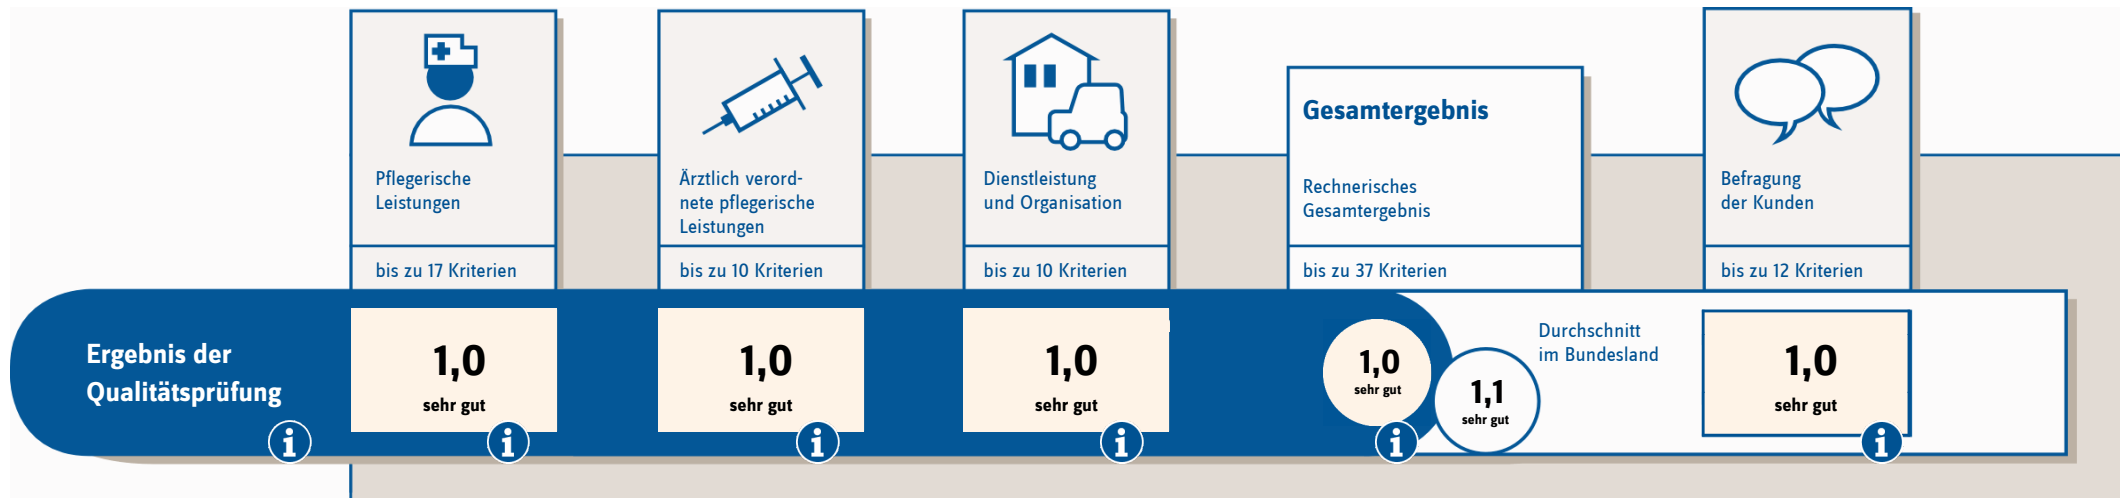 Pflegerische
Leistungen
bis zu 17 Kriterien
Ärztlich verord-
nete pflegerische
Leistungen
bis zu 10 Kriterien
Dienstleistung
und Organisation
bis zu 10 Kriterien
Gesamtergebnis
Rechnerisches
Gesamtergebnis
bis zu 37 Kriterien
Befragung
der Kunden
bis zu 12 Kriterien
Ergebnis der
Qualitätsprüfung
i
1,0
sehr gut
i
1,0
sehr gut
i
1,0
sehr gut
i
1,0
sehr gut
i
1,1
sehr gut
Durchschnitt
im Bundesland
1,0
sehr gut
i